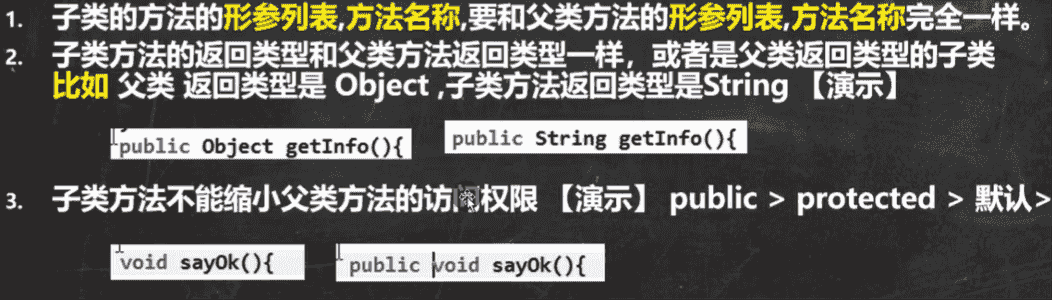 1. 子类的方法的形参列表,方法名称,要和父类方法的形参列表,方法名称完全一样。
2. 子类方法的返回类型和父类方法返回类型一样，或者是父类返回类型的子类
比如 父类 返回类型是 Object ,子类方法返回类型是String 【演示】
public Object getInfo(){ public String getInfo(){
3. 子类方法不能缩小父类方法的访 权限 【演示】 public > protected > 默认>
void sayOk(){ public void sayOk(){